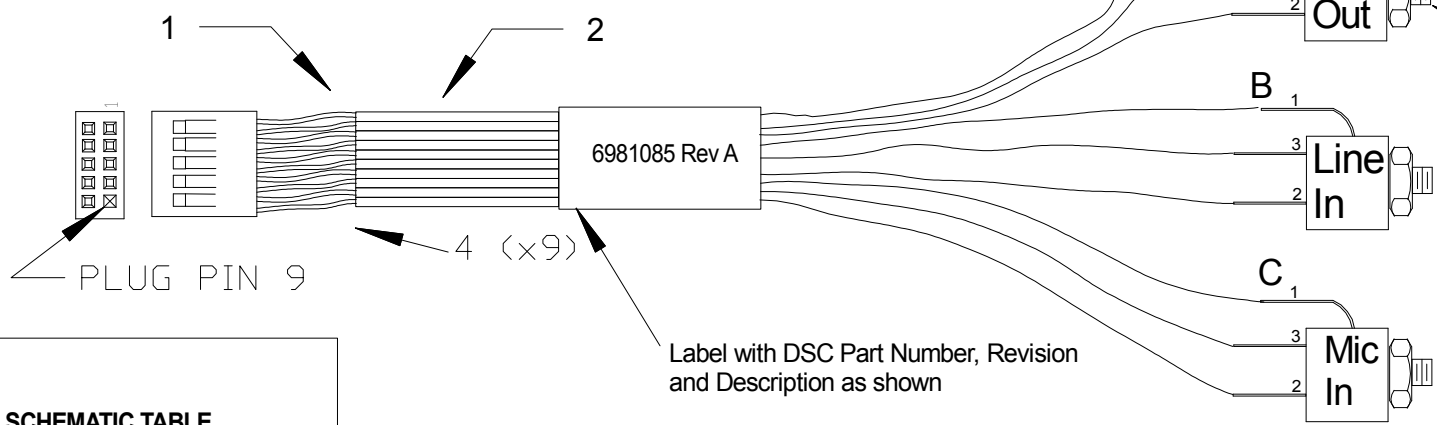 2
Out
1
2
1
B
1
3
Line
In
2
6981085 Rev A
4 (x9)
PLUG PIN 9
C
1
3
Mic
In
2
Label with DSC Part Number, Revision
and Description as shown
SCHEMATIC TABLE